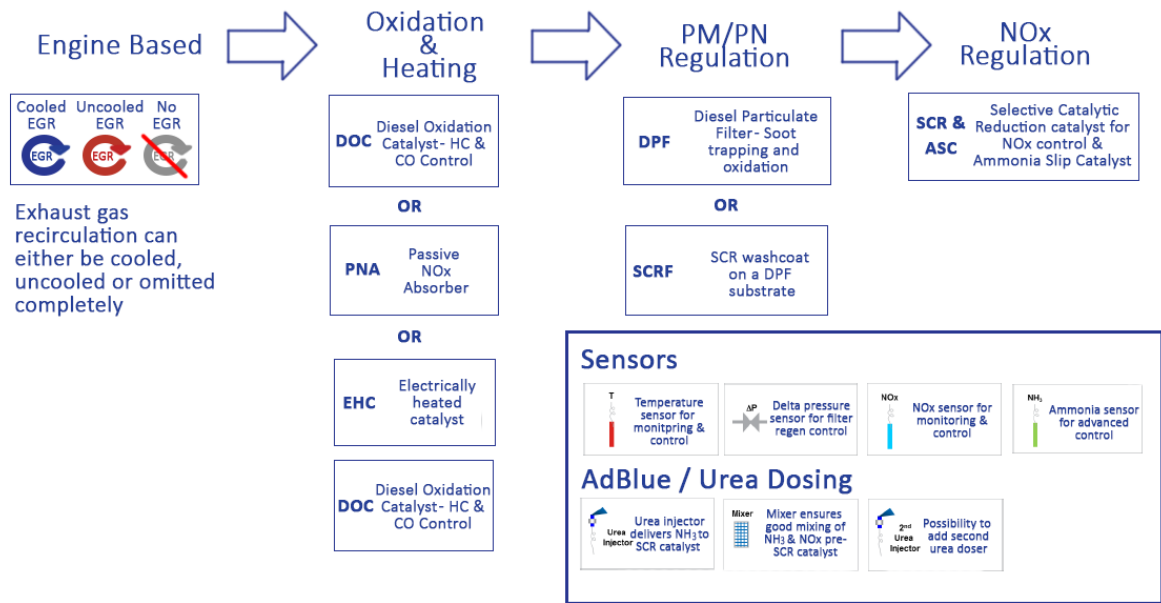 Engine Based
Oxidation
&
Heating
PM/PN
Regulation
NOx
Regulation
Cooled
EGR
Uncooled
EGR
No
EGR
EGR
EGR
EGR
Exhaust gas
recirculation can
either be cooled,
uncooled or omitted
completely
DOC
Diesel Oxidation
Catalyst- HC &
CO Control
OR
PNA
Passive
NOx
Absorber
OR
EHC
Electrically
heated
catalyst
DOC
Diesel Oxidation
Catalyst- HC &
CO Control
DPF
Diesel Particulate
Filter- Soot
trapping and
oxidation
OR
SCRF
SCR washcoat
on a DPF
substrate
SCR &
ASC
Selective Catalytic
Reduction catalyst for
NOx control &
Ammonia Slip Catalyst
Sensors
T
Temperature
sensor for
monitpring &
control
ΔP
Delta pressure
sensor for filter
regen control
NOx
NOx sensor for
monitoring &
control
NH₃
Ammonia sensor
for advanced
control
AdBlue / Urea Dosing
Urea
Injector
Urea injector
delivers NH₃ to
SCR catalyst
Mixer
Mixer ensures
good mixing of
NH₃ & NOx pre-
SCR catalyst
2nd
Urea
Injector
Possibility to
add second
urea doser